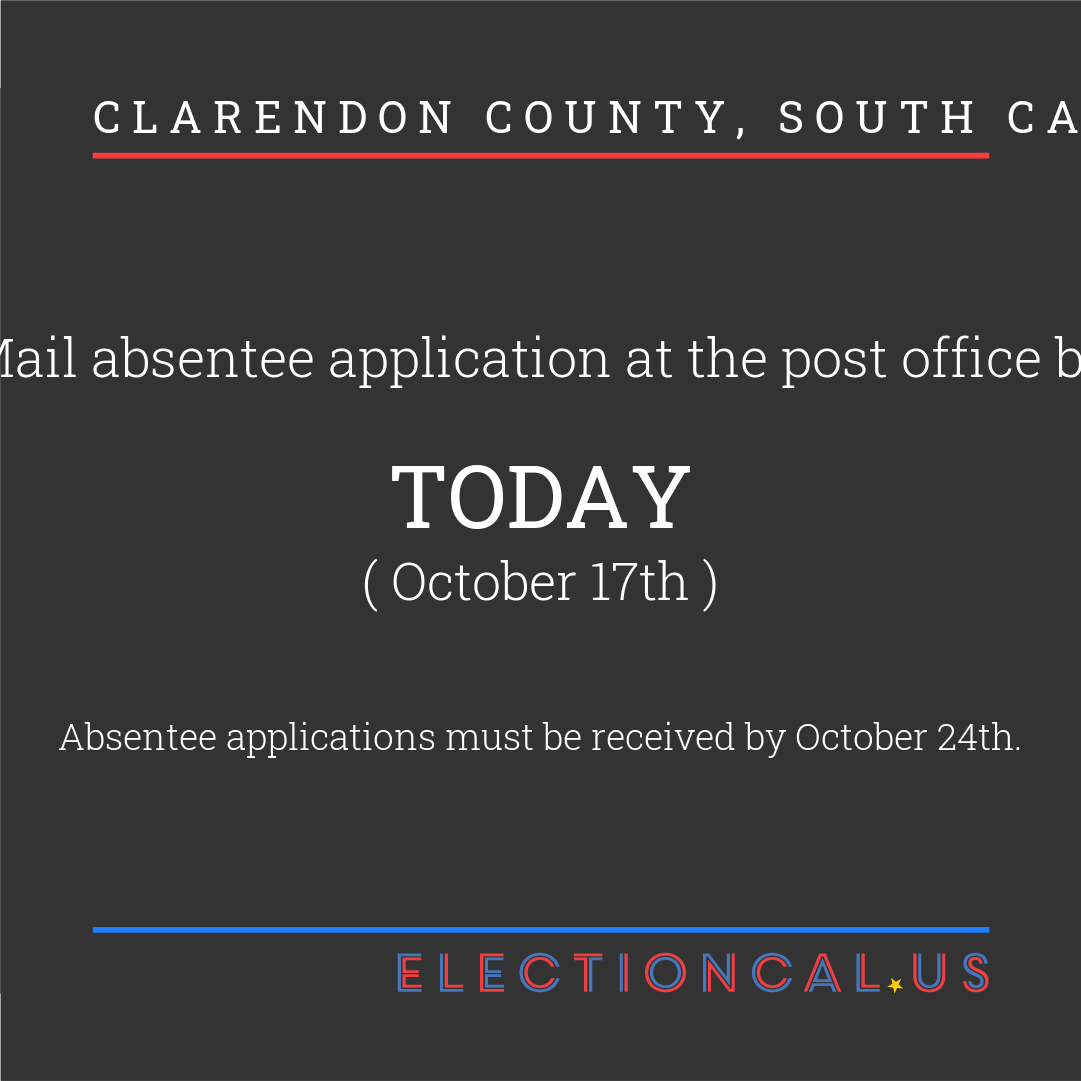 CLARENDON COUNTY, SOUTH CA
Mail absentee application at the post office b
TODAY
( October 17th )
Absentee applications must be received by October 24th.
ELECTIONCAL.US